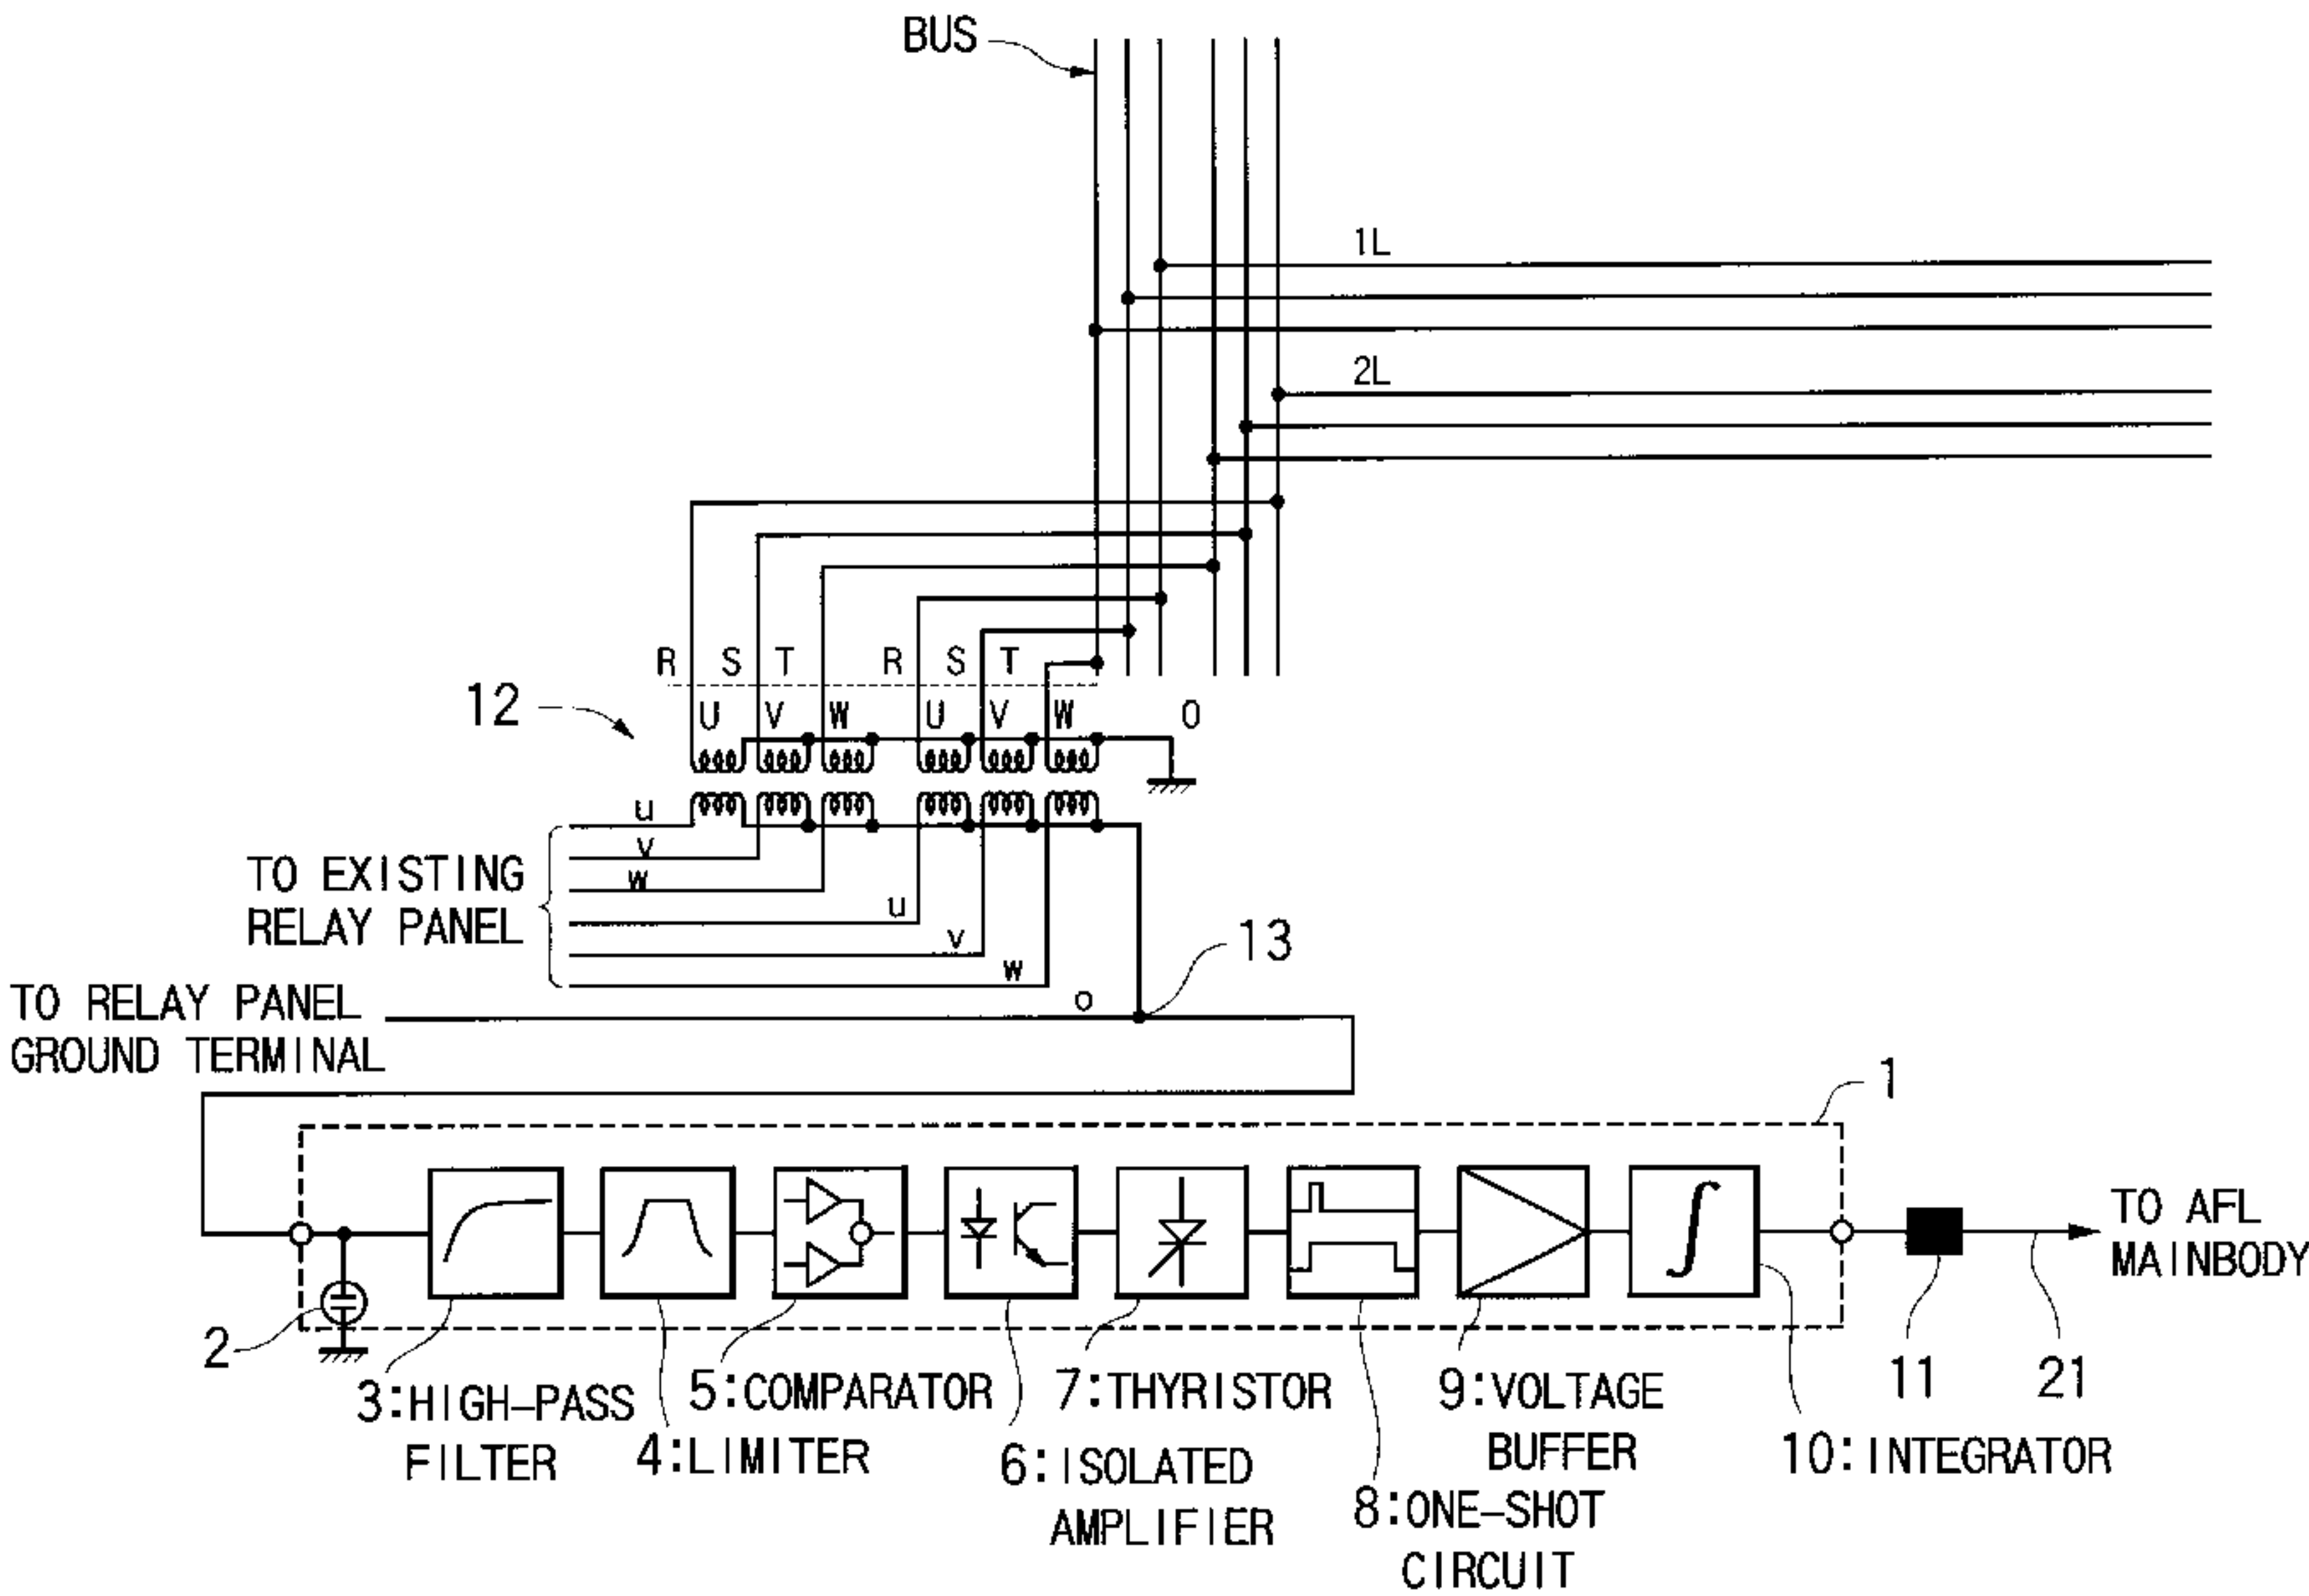 BUS
1L
2L
R S T R S T
12
U V W U V W O
u
v
w
u
v
w
o
TO EXISTING
RELAY PANEL
13
TO RELAY PANEL
GROUND TERMINAL
1
TO AFL
MAINBODY
2
3:HIGH-PASS
FILTER
4:LIMITER
5:COMPARATOR
6:ISOLATED
AMPLIFIER
7:THYRISTOR
8:ONE-SHOT
CIRCUIT
9:VOLTAGE
BUFFER
10:INTEGRATOR
11
21